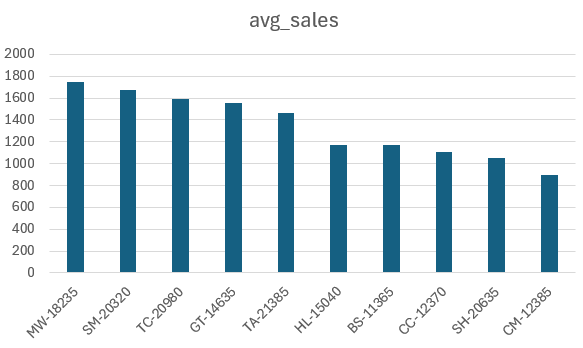 avg_sales
2000
1800
1600
1400
1200
1000
800
600
400
200
0
MW-18235
SM-20320
TC-20980
GT-14635
TA-21385
HL-15040
BS-11365
CC-12370
SH-20635
CM-12385